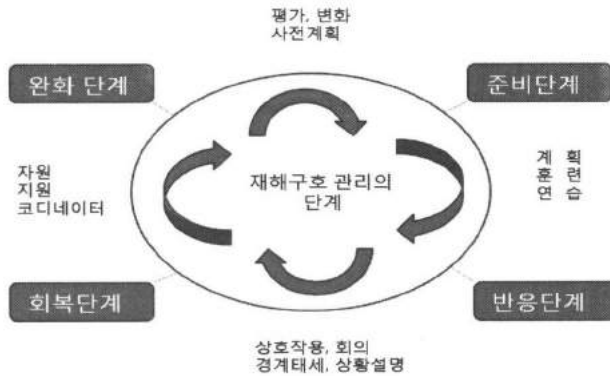 평가, 변화
사전계획
완화 단계
준비단계
자원
지원
코디네이터
재해구호 관리의
단계
계 획
훈 련
연 습
회복단계
반응단계
상호작용, 회의
경계태세, 상황설명